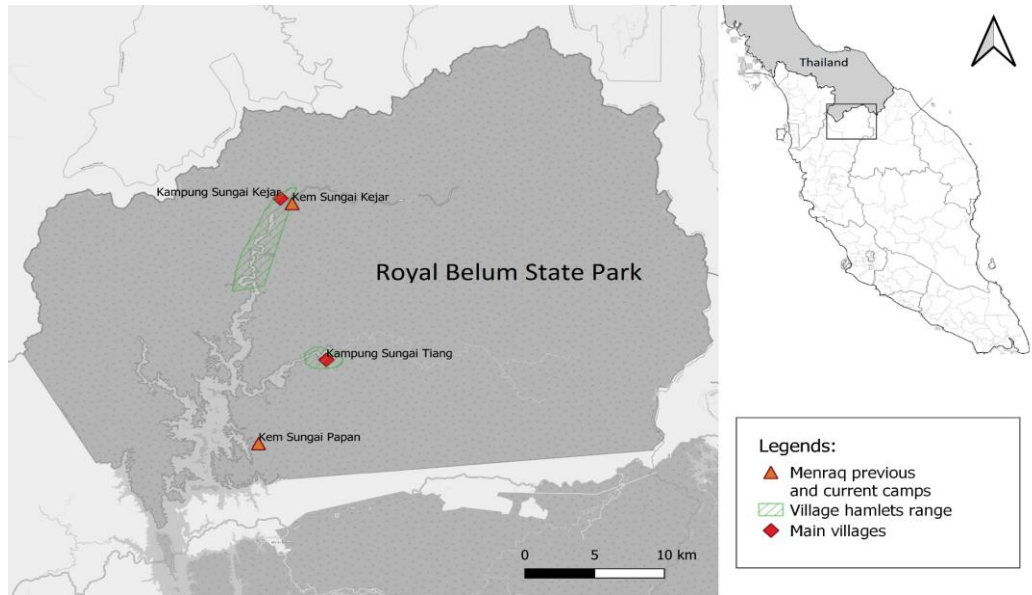 Thailand
Kampung Sungai Kejar
Kem Sungai Kejar
Royal Belum State Park
Kampung Sungai Tiang
Kem Sungai Papan
0 5 10 km
Legends:
Menraq previous
and current camps
Village hamlets range
Main villages